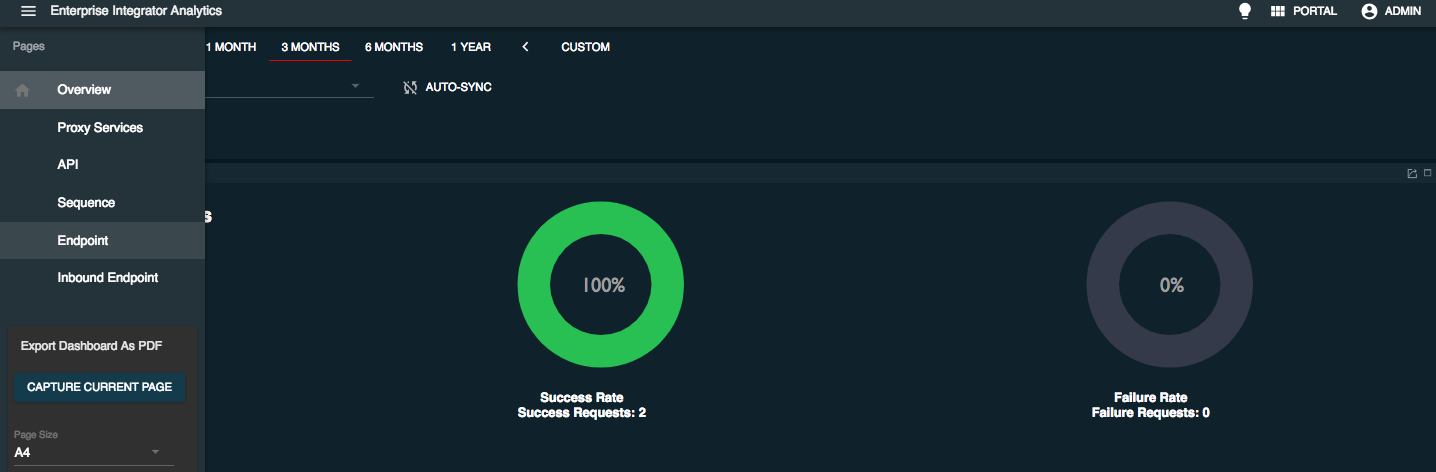 Enterprise Integrator Analytics
PORTAL
ADMIN
Pages
1 MONTH
3 MONTHS
6 MONTHS
1 YEAR
CUSTOM
Overview
AUTO-SYNC
Proxy Services
API
Sequence
Endpoint
Inbound Endpoint
s
100%
0%
Export Dashboard As PDF
CAPTURE CURRENT PAGE
Success Rate
Success Requests: 2
Failure Rate
Failure Requests: 0
Page Size
A4